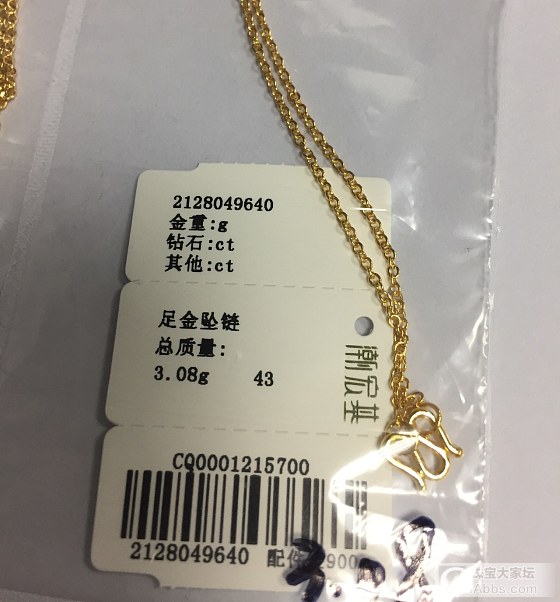 2128049640
金重:g
钻石:ct
其他:ct
足金坠链
总质量:
3.08g 43
潮宏基
CQ0001215700
2128049640 配件